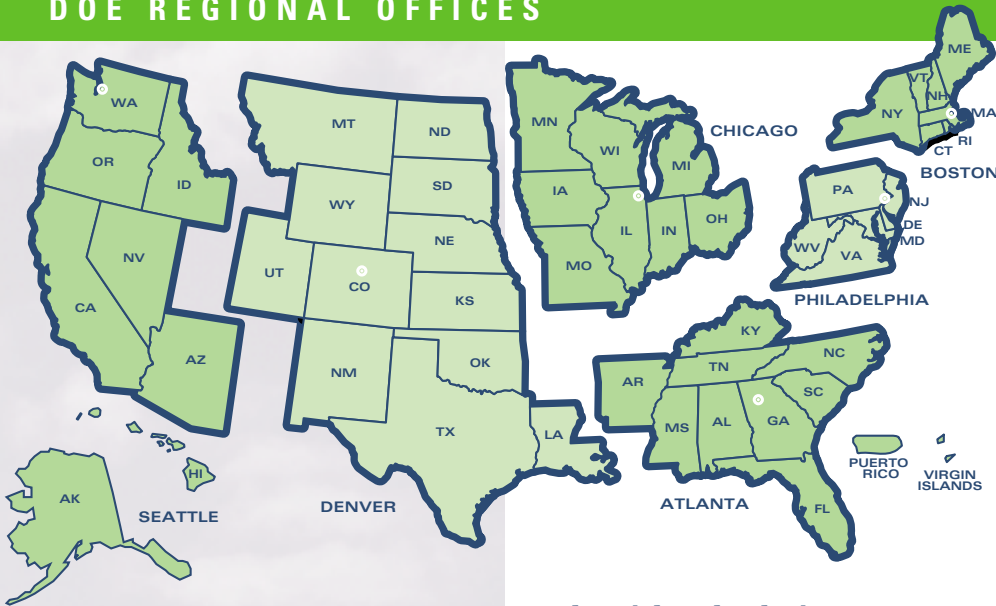 DOE REGIONAL OFFICES
WA
OR
ID
NV
CA
AZ
HI
AK
SEATTLE
MT
ND
SD
WY
NE
UT
CO
KS
NM
OK
TX
LA
DENVER
MN
WI
MI
IA
IL
IN
OH
MO
CHICAGO
ME
VT
NH
NY
MA
RI
CT
BOSTON
PA
NJ
DE
MD
WV
VA
PHILADELPHIA
KY
TN
NC
AR
SC
MS
AL
GA
FL
ATLANTA
PUERTO
RICO
VIRGIN
ISLANDS